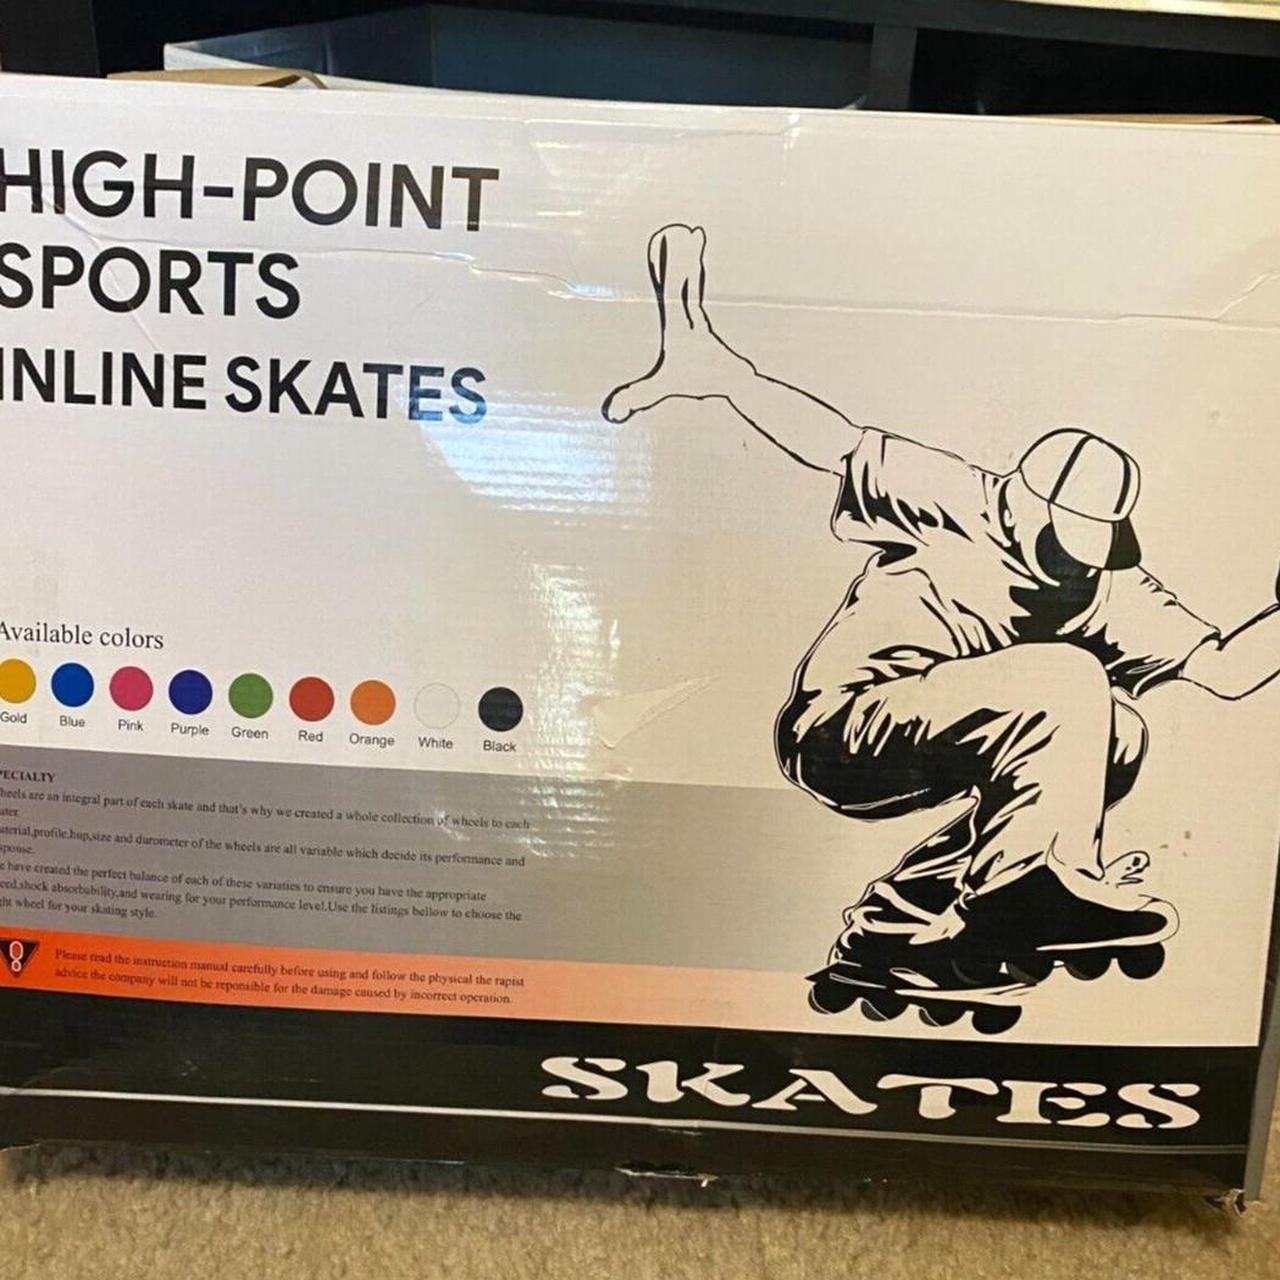 HIGH-POINT
SPORTS
INLINE SKATES
Available colors
Gold Blue Pink Purple Green Red Orange White Black
PECIALTY
heels are an integral part of each skate and that's why we created a whole collection of wheels to each
ater.
aterial,profile,hup,size and durometer of the wheels are all variable which decide its performance and
sponse.
e have created the perfect balance of each of these variaties to ensure you have the appropriate
eed,shock absorbability,and wearing for your performance level.Use the listings bellow to choose the
ght wheel for your skating style.
Please read the instruction manual carefully before using and follow the physical the rapist
advice the company will not be reponsible for the damage caused by incorrect operation.
SKATES